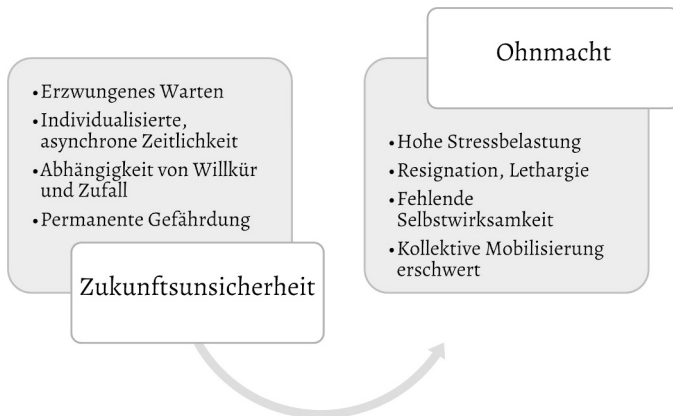 • Erzwungenes Warten
• Individualisierte,
asynchrone Zeitlichkeit
• Abhängigkeit von Willkür
und Zufall
• Permanente Gefährdung
Zukunftsunsicherheit
Ohnmacht
• Hohe Stressbelastung
• Resignation, Lethargie
• Fehlende
Selbstwirksamkeit
• Kollektive Mobilisierung
erschwert